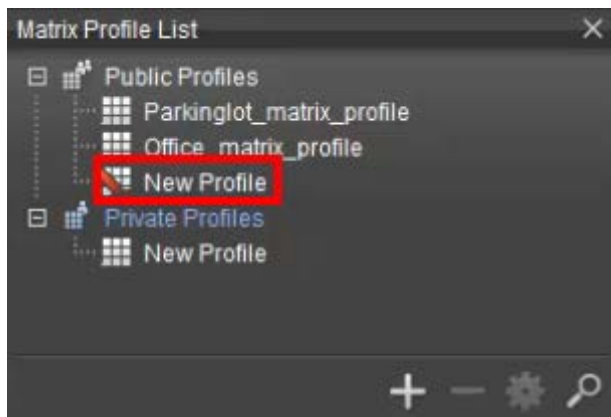 Matrix Profile List
Public Profiles
Parkinglot_matrix_profile
Office_matrix_profile
New Profile
Private Profiles
New Profile